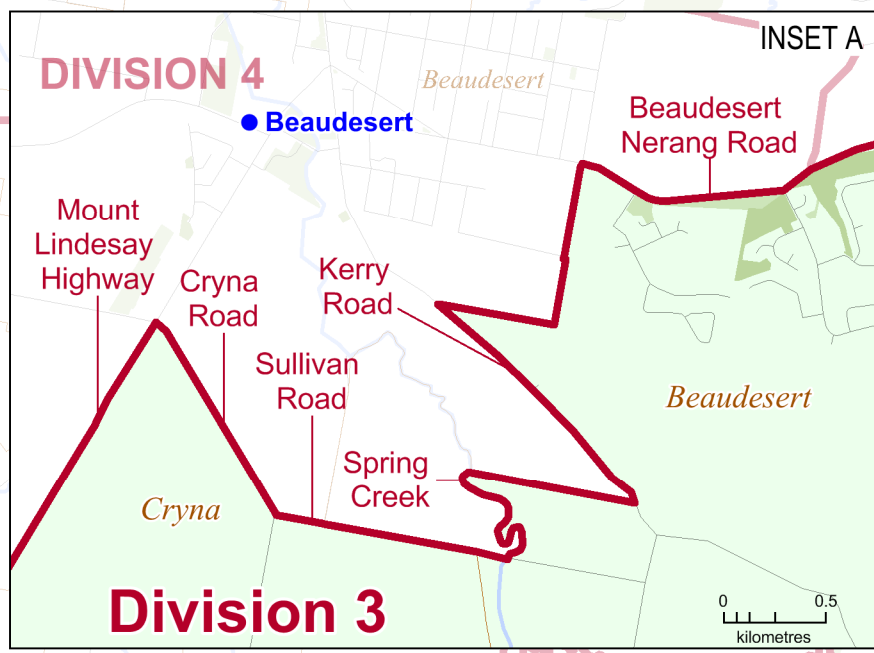 INSET A
DIVISION 4
Beaudesert
Beaudesert
Beaudesert
Nerang Road
Mount
Lindesay
Highway
Cryna
Road
Kerry
Road
Sullivan
Road
Beaudesert
Spring
Creek
Cryna
Division 3
0 0.5
kilometres